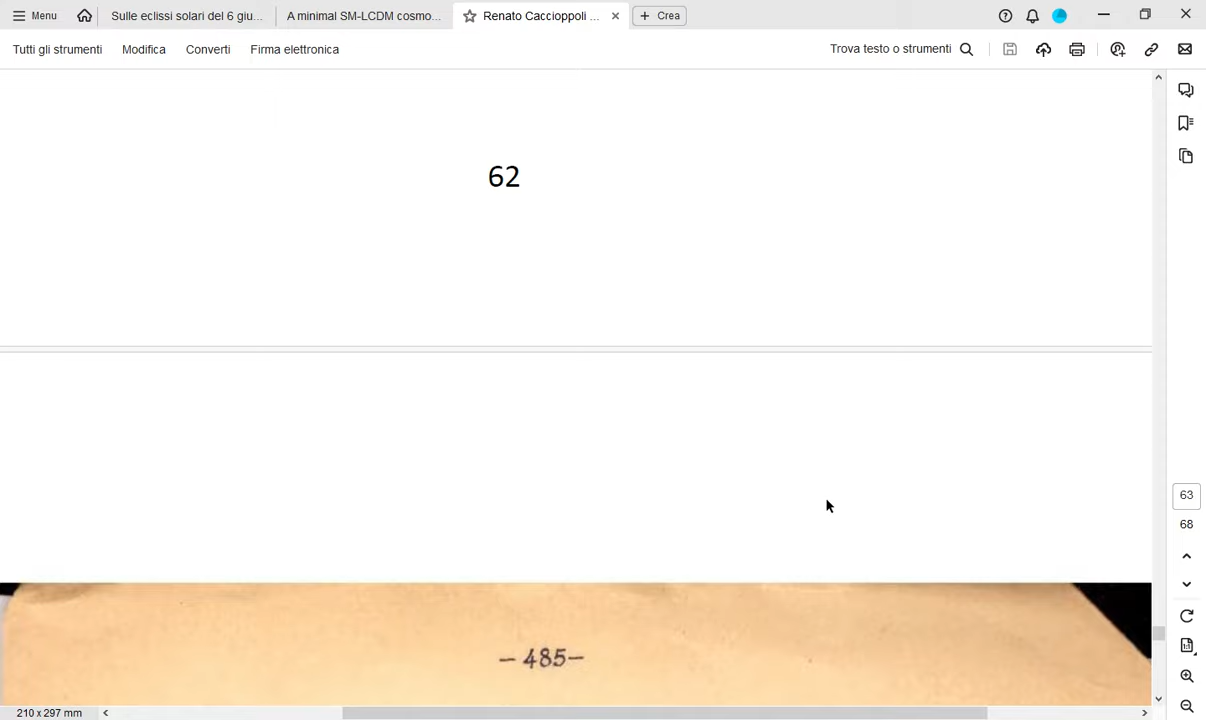 Menu
Sulle eclissi solari del 6 giu...
A minimal SM-LCDM cosmo...
Renato Caccioppoli ...
Crea
Tutti gli strumenti
Modifica
Converti
Firma elettronica
Trova testo o strumenti
62
63
68
- 485-
210 x 297 mm